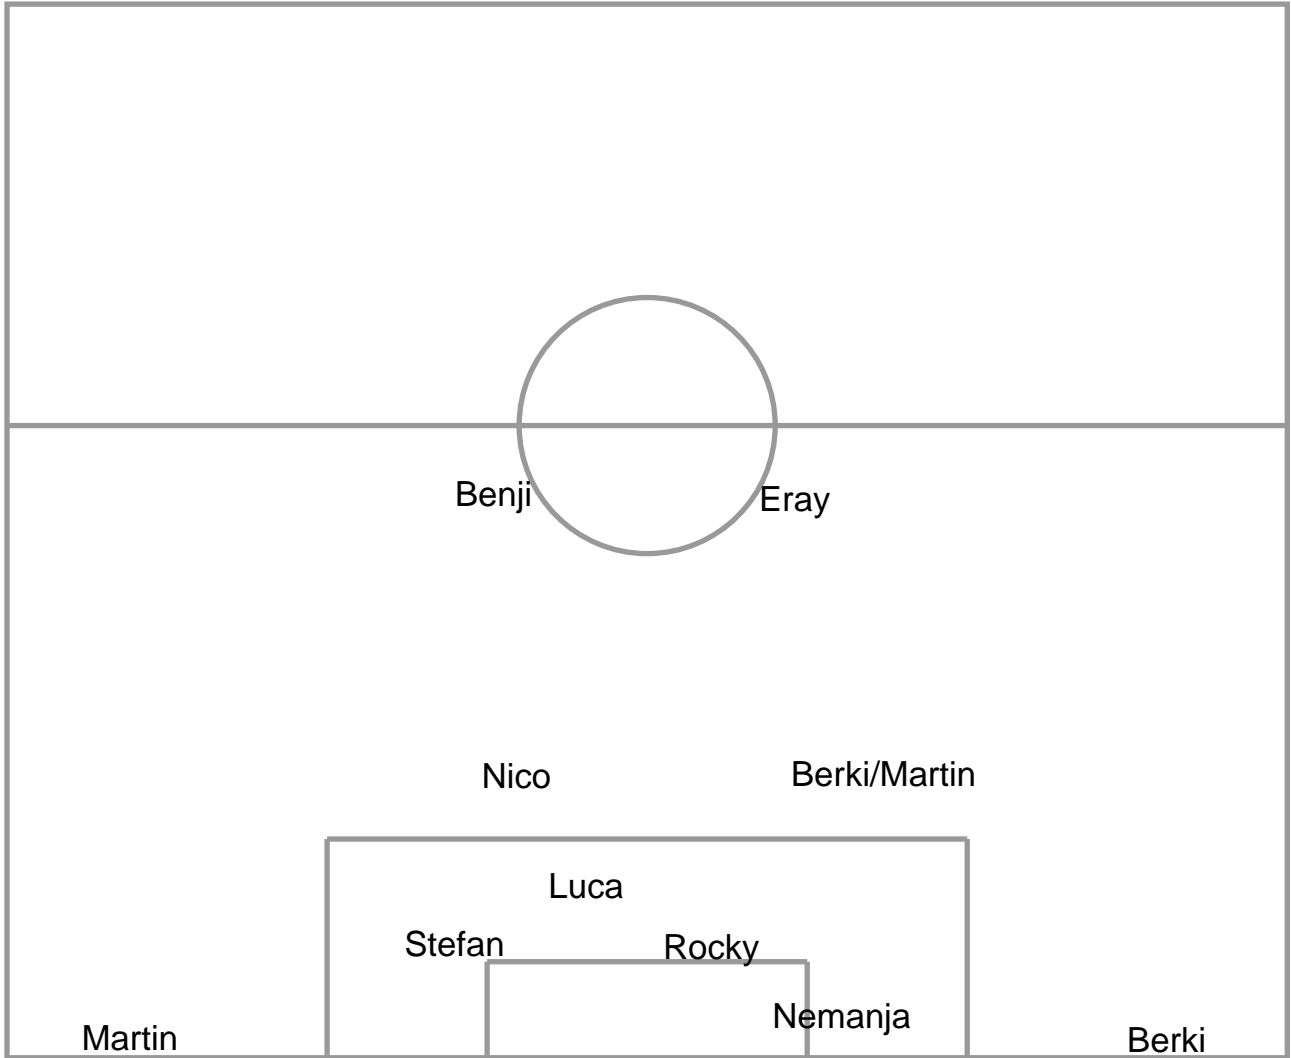 Benji
Eray
Nico
Berki/Martin
Luca
Stefan
Rocky
Nemanja
Martin
Berki